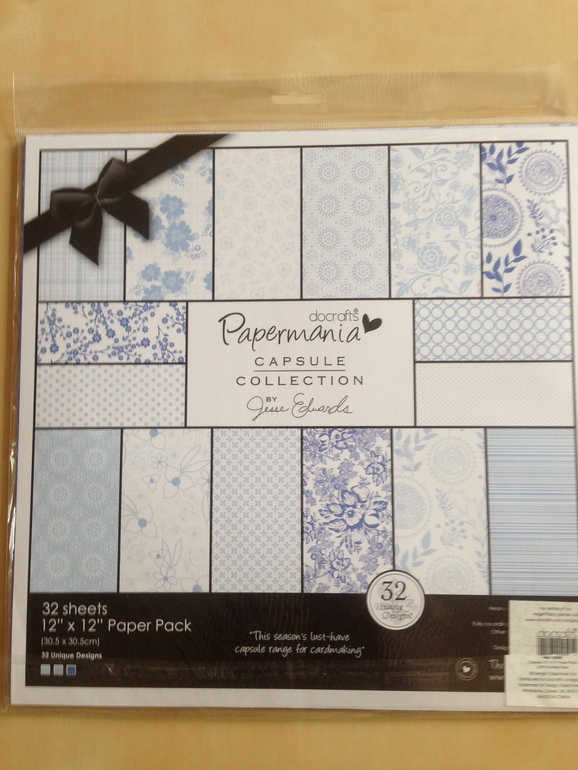 docrafts
Papermania
CAPSULE
COLLECTION
BY
Jesse Edwards
32 sheets
12" x 12" Paper Pack
(30.5 x 30.5cm)
32 Unique Designs
"This season's lust-have
capsule range for cardmaking"
32
Unique
Designs